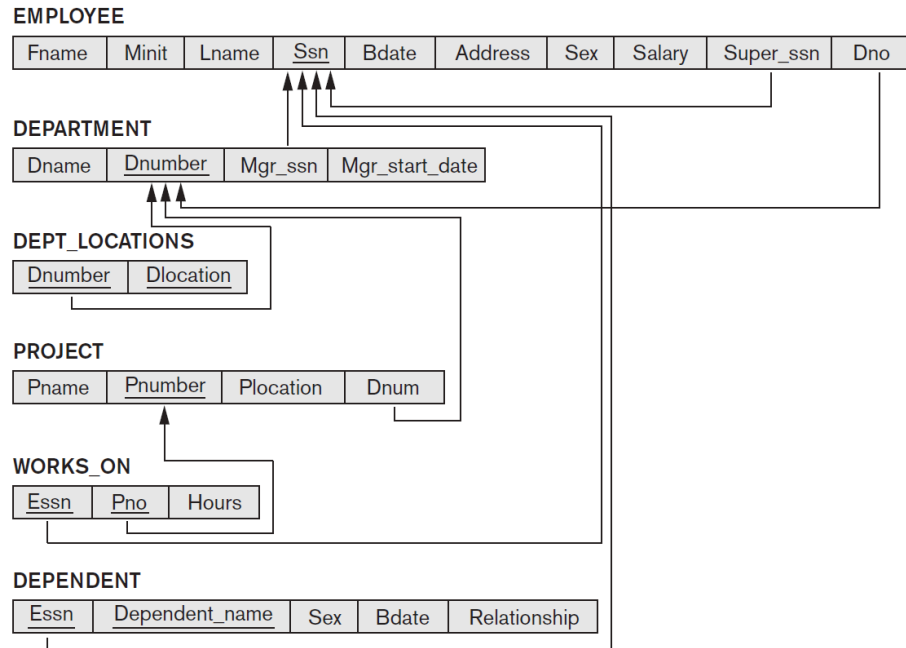 EMPLOYEE
Fname Minit Lname Ssn Bdate Address Sex Salary Super_ssn Dno
DEPARTMENT
Dname Dnumber Mgr_ssn Mgr_start_date
DEPT_LOCATIONS
Dnumber Dlocation
PROJECT
Pname Pnumber Plocation Dnum
WORKS_ON
Essn Pno Hours
DEPENDENT
Essn Dependent_name Sex Bdate Relationship